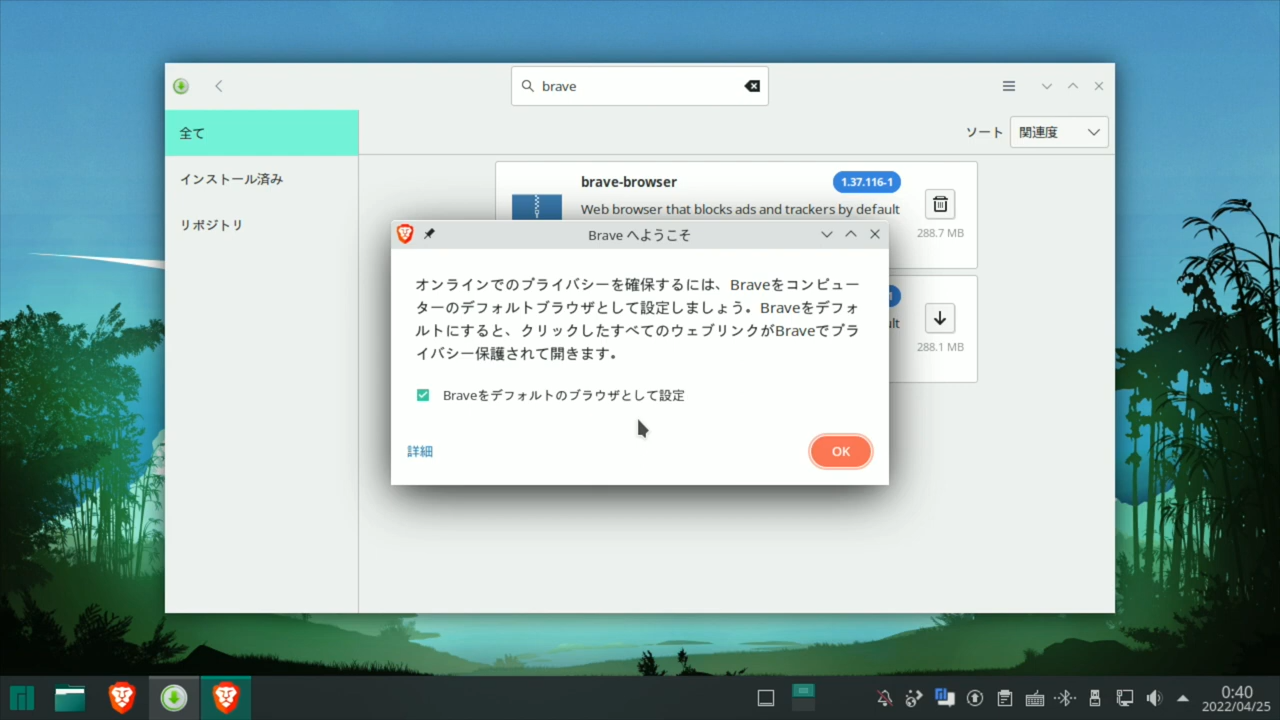 brave
全て
ソート 関連度
インストール済み
リポジトリ
brave-browser 1.37.116-1
Web browser that blocks ads and trackers by default
288.7 MB
288.1 MB
Brave へようこそ
オンラインでのプライバシーを確保するには、Braveをコンピュー
ターのデフォルトブラウザとして設定しましょう。Braveをデフォ
ルトにすると、クリックしたすべてのウェブリンクがBraveでプラ
イバシー保護されて開きます。
Braveをデフォルトのブラウザとして設定
詳細
OK
0:40
2022/04/25